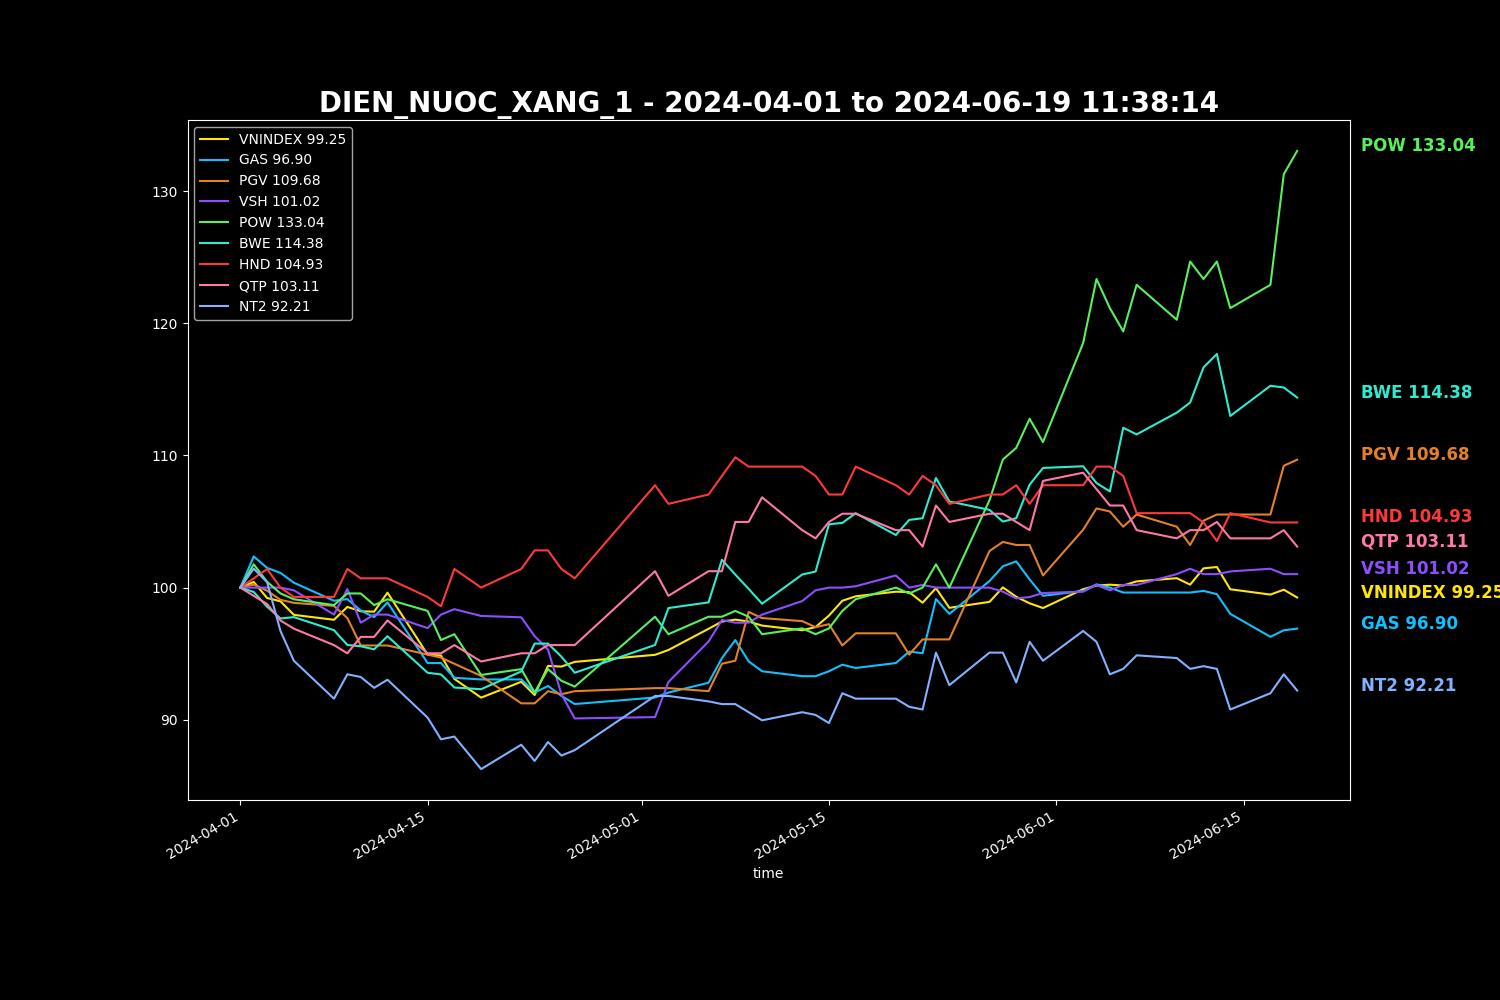 DIEN_NUOC_XANG_1 - 2024-04-01 to 2024-06-19 11:38:14
VNINDEX 99.25
GAS 96.90
PGV 109.68
VSH 101.02
POW 133.04
BWE 114.38
HND 104.93
QTP 103.11
NT2 92.21
130
120
110
100
90
POW 133.04
BWE 114.38
PGV 109.68
HND 104.93
QTP 103.11
VSH 101.02
VNINDEX 99.25
GAS 96.90
NT2 92.21
2024-04-01
2024-04-15
2024-05-01
2024-05-15
2024-06-01
2024-06-15
time